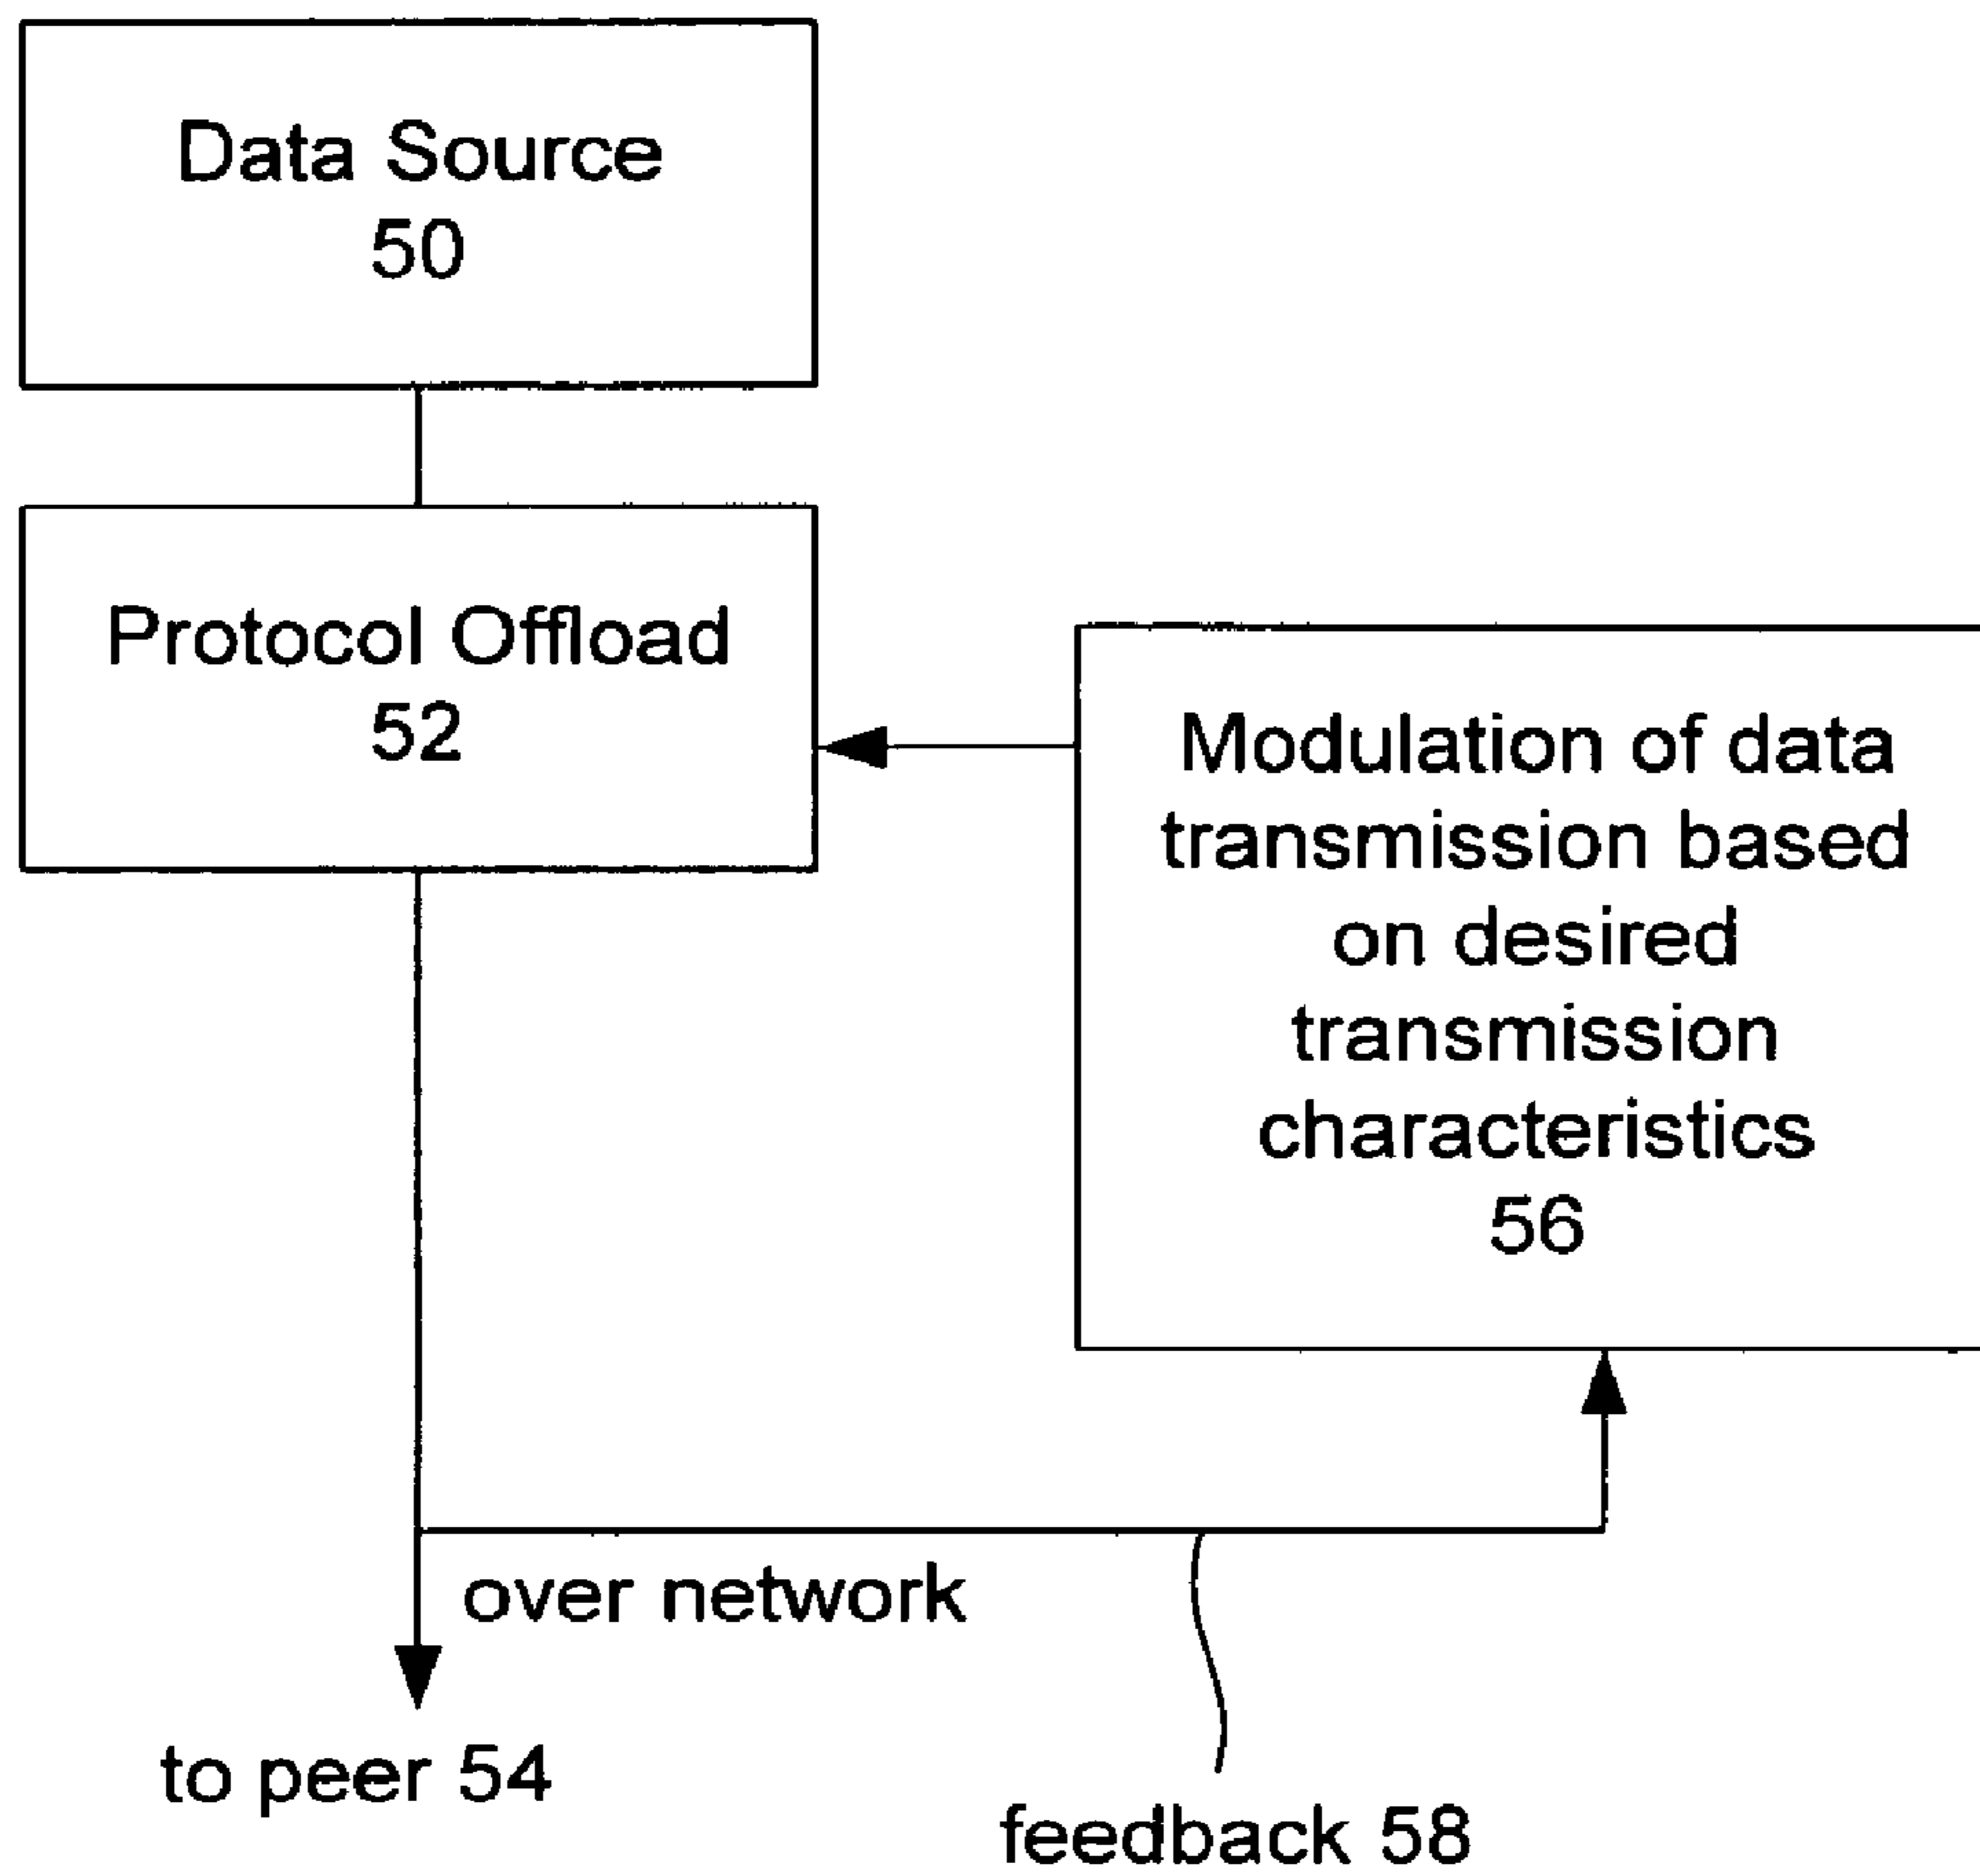 Data Source
50
Protocol Offload
52
Modulation of data
transmission based
on desired
transmission
characteristics
56
over network
to peer 54
feedback 58